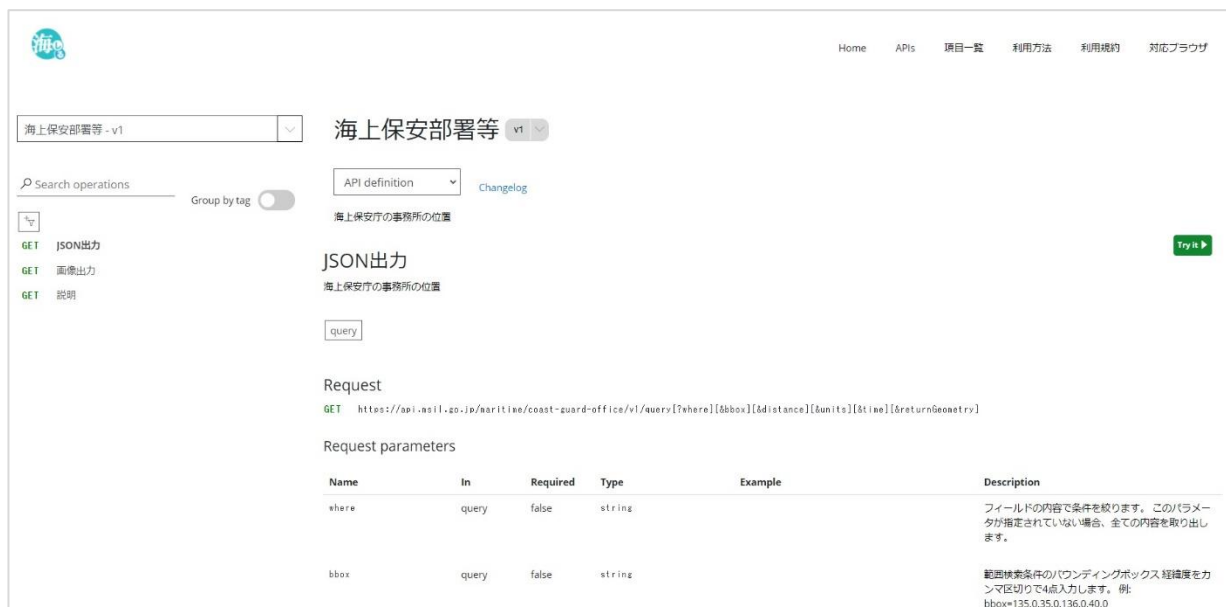 海しる
Home APIs 項目一覧 利用方法 利用規約 対応ブラウザ
海上保安部署等 - v1
海上保安部署等 v1
Search operations
Group by tag
API definition
Changelog
海上保安庁の事務所の位置
GET JSON出力
GET 画像出力
GET 説明
JSON出力
Try it
海上保安庁の事務所の位置
query
Request
GET https://api.msil.go.jp/maritime/coast-guard-office/v1/query[?where][&bbox][&distance][&units][&time][&returnGeometry]
Request parameters
Name In Required Type Example Description
where query false string フィールドの内容で条件を絞ります。 このパラメー
タが指定されていない場合、全ての内容を取り出し
ます。
bbox query false string 範囲検索条件のバウンディングボックス 経緯度をカ
ンマ区切りで4点入力します。 例:
bbox=135.0,35.0,136.0,40.0